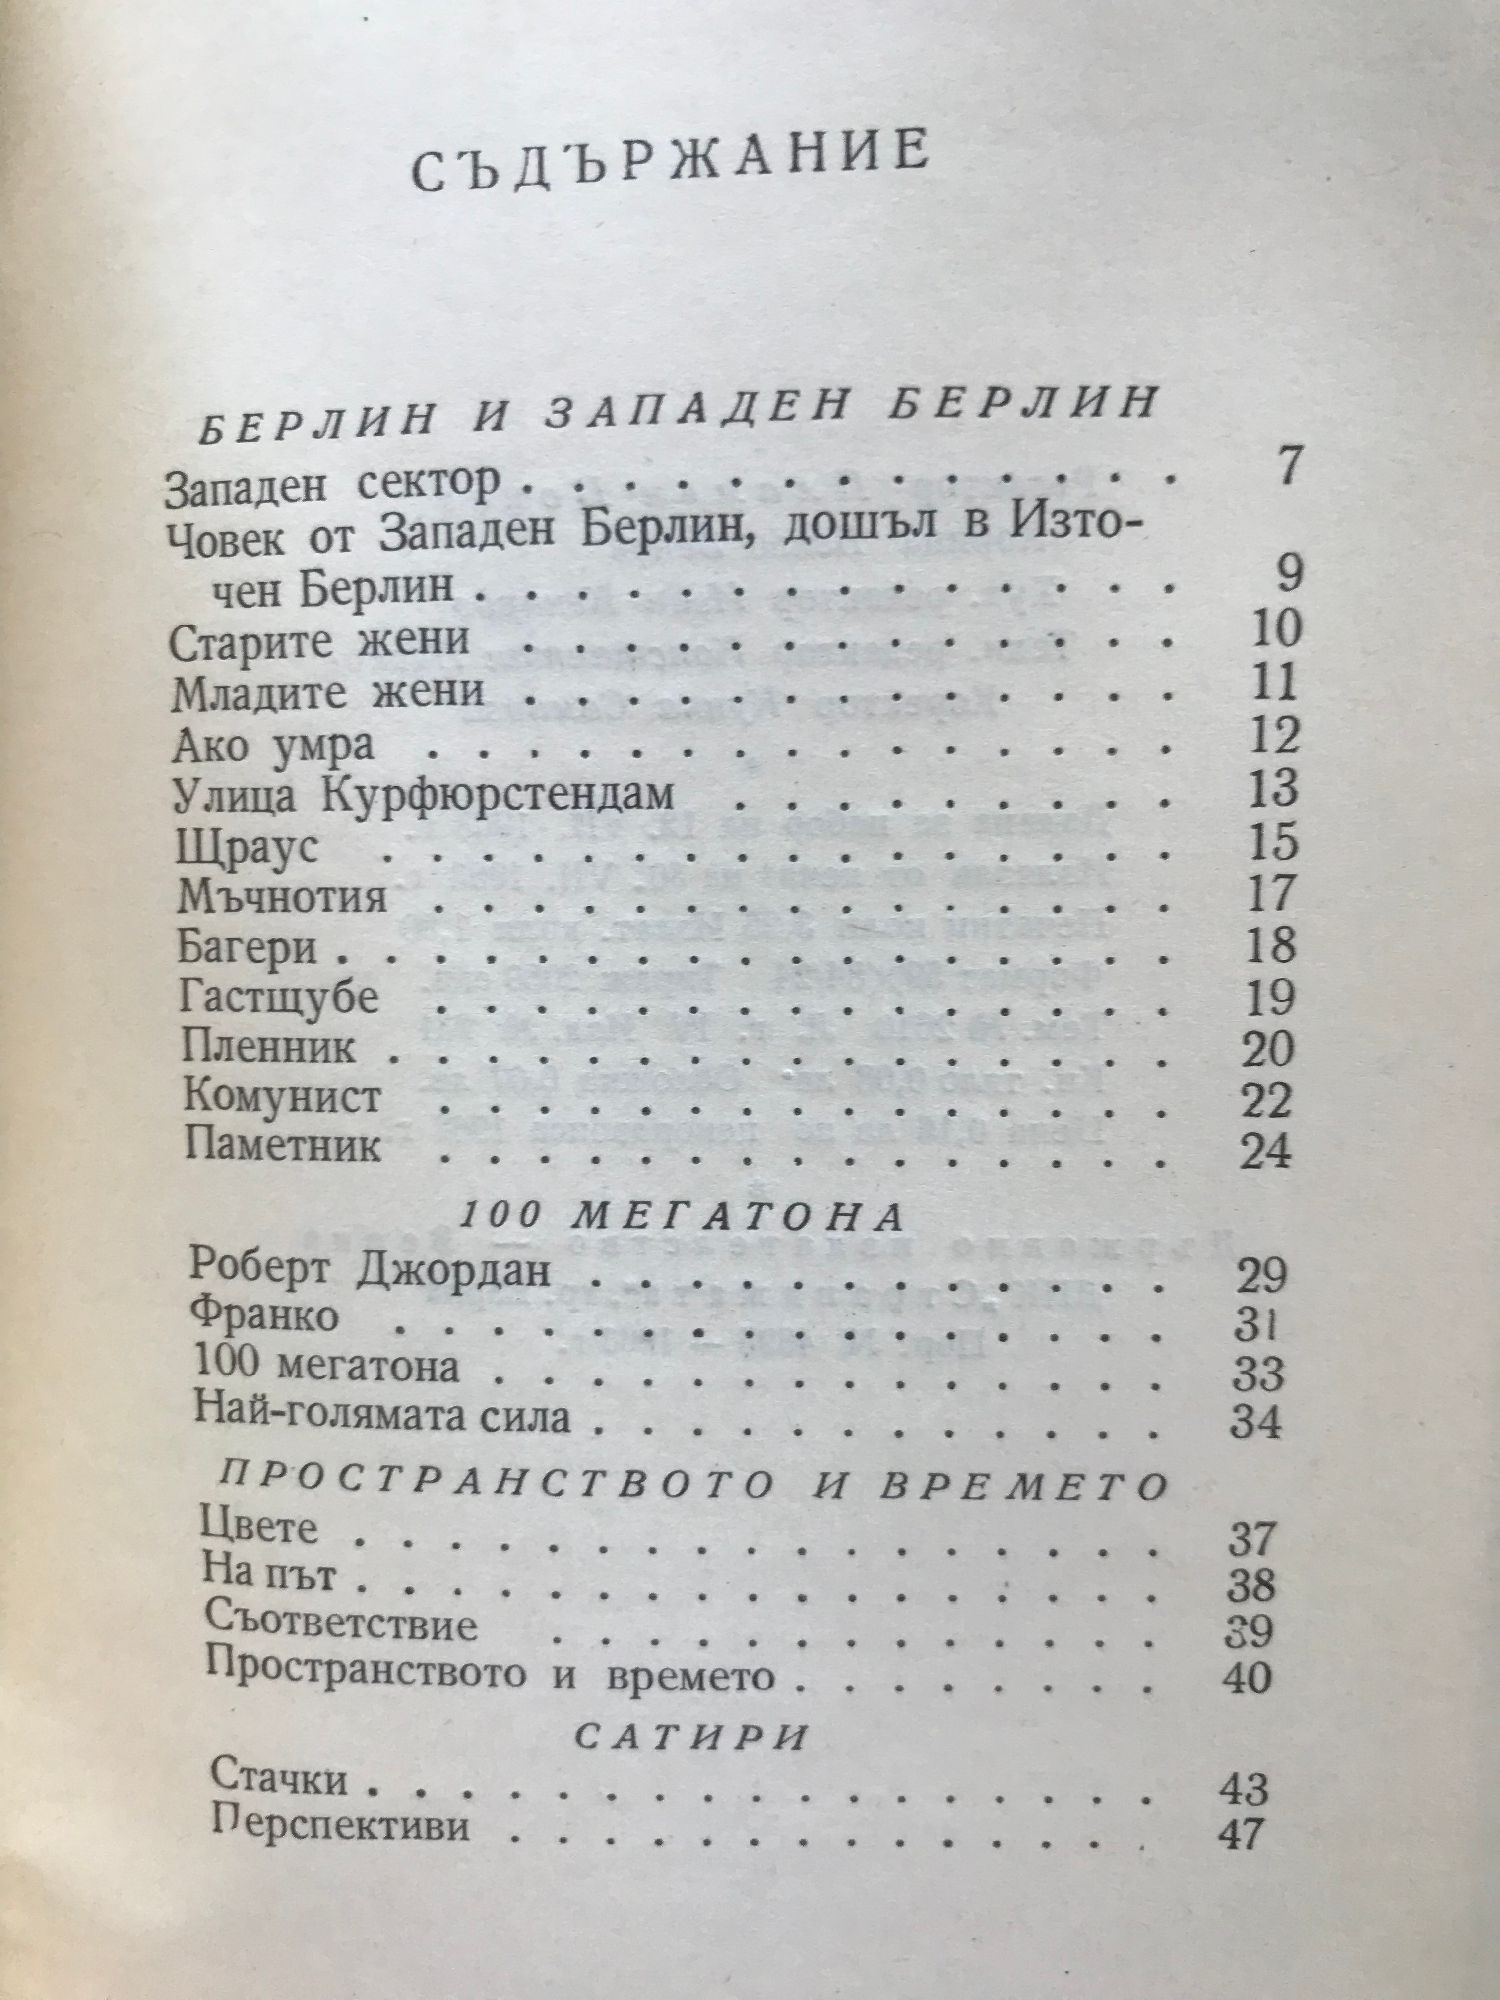 СЪДЪРЖАНИЕ
БЕРЛИН И ЗАПАДЕН БЕРЛИН
Западен сектор . . . . . . . . . . . . . 7
Човек от Западен Берлин, дошъл в Изто-
чен Берлин . . . . . . . . . . . . . . 9
Старите жени . . . . . . . . . . . . . 10
Младите жени . . . . . . . . . . . . . 11
Ако умра . . . . . . . . . . . . . . . 12
Улица Курфюрстендам . . . . . . . . . 13
Щраус . . . . . . . . . . . . . . . . 15
Мъчнотия . . . . . . . . . . . . . . . 17
Багери . . . . . . . . . . . . . . . . . 18
Гастщубе . . . . . . . . . . . . . . . 19
Пленник . . . . . . . . . . . . . . . . 20
Комунист . . . . . . . . . . . . . . . 22
Паметник . . . . . . . . . . . . . . . 24
100 МЕГАТОНА
Роберт Джордан . . . . . . . . . . . . 29
Франко . . . . . . . . . . . . . . . . 31
100 мегатона . . . . . . . . . . . . . . 33
Най-голямата сила . . . . . . . . . . . . 34
ПРОСТРАНСТВОТО И ВРЕМЕТО
Цвете . . . . . . . . . . . . . . . . . 37
На път . . . . . . . . . . . . . . . . . 38
Съответствие . . . . . . . . . . . . . 39
Пространството и времето . . . . . . . . 40
САТИРИ
Стачки . . . . . . . . . . . . . . . . . 43
Перспективи . . . . . . . . . . . . . . 47